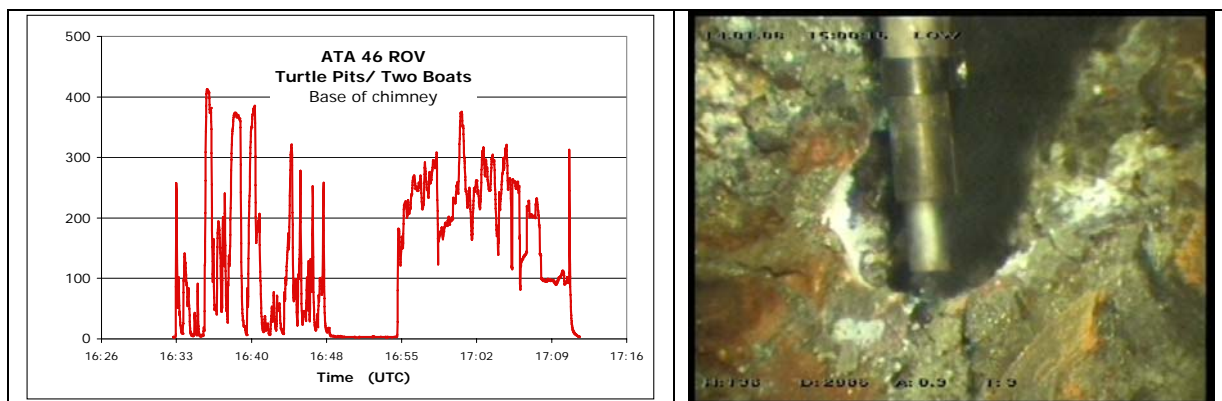 500
ATA 46 ROV
Turtle Pits/ Two Boats
Base of chimney
400
300
200
100
0
16:26 16:33 16:40 16:48 16:55 17:02 17:09 17:16
Time (UTC)
15:00:16 LOW